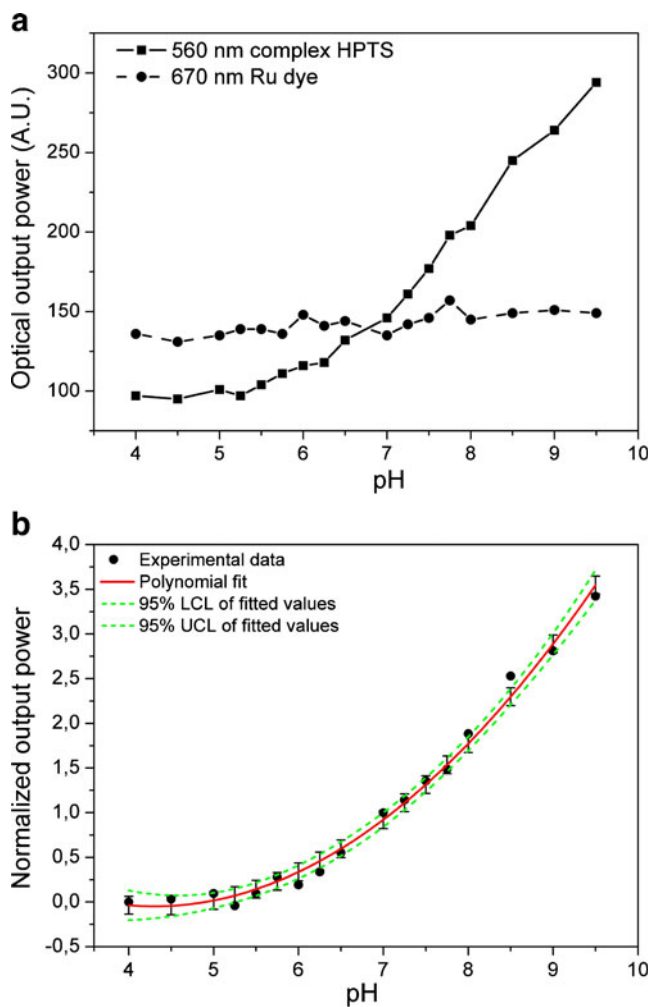 a
560 nm complex HPTS
670 nm Ru dye
300
250
200
150
100
Optical output power (A.U.)
4 5 6 7 8 9 10
pH
b
4,0
3,5
3,0
2,5
2,0
1,5
1,0
0,5
0,0
-0,5
Experimental data
Polynomial fit
95% LCL of fitted values
95% UCL of fitted values
Normalized output power
4 5 6 7 8 9 10
pH